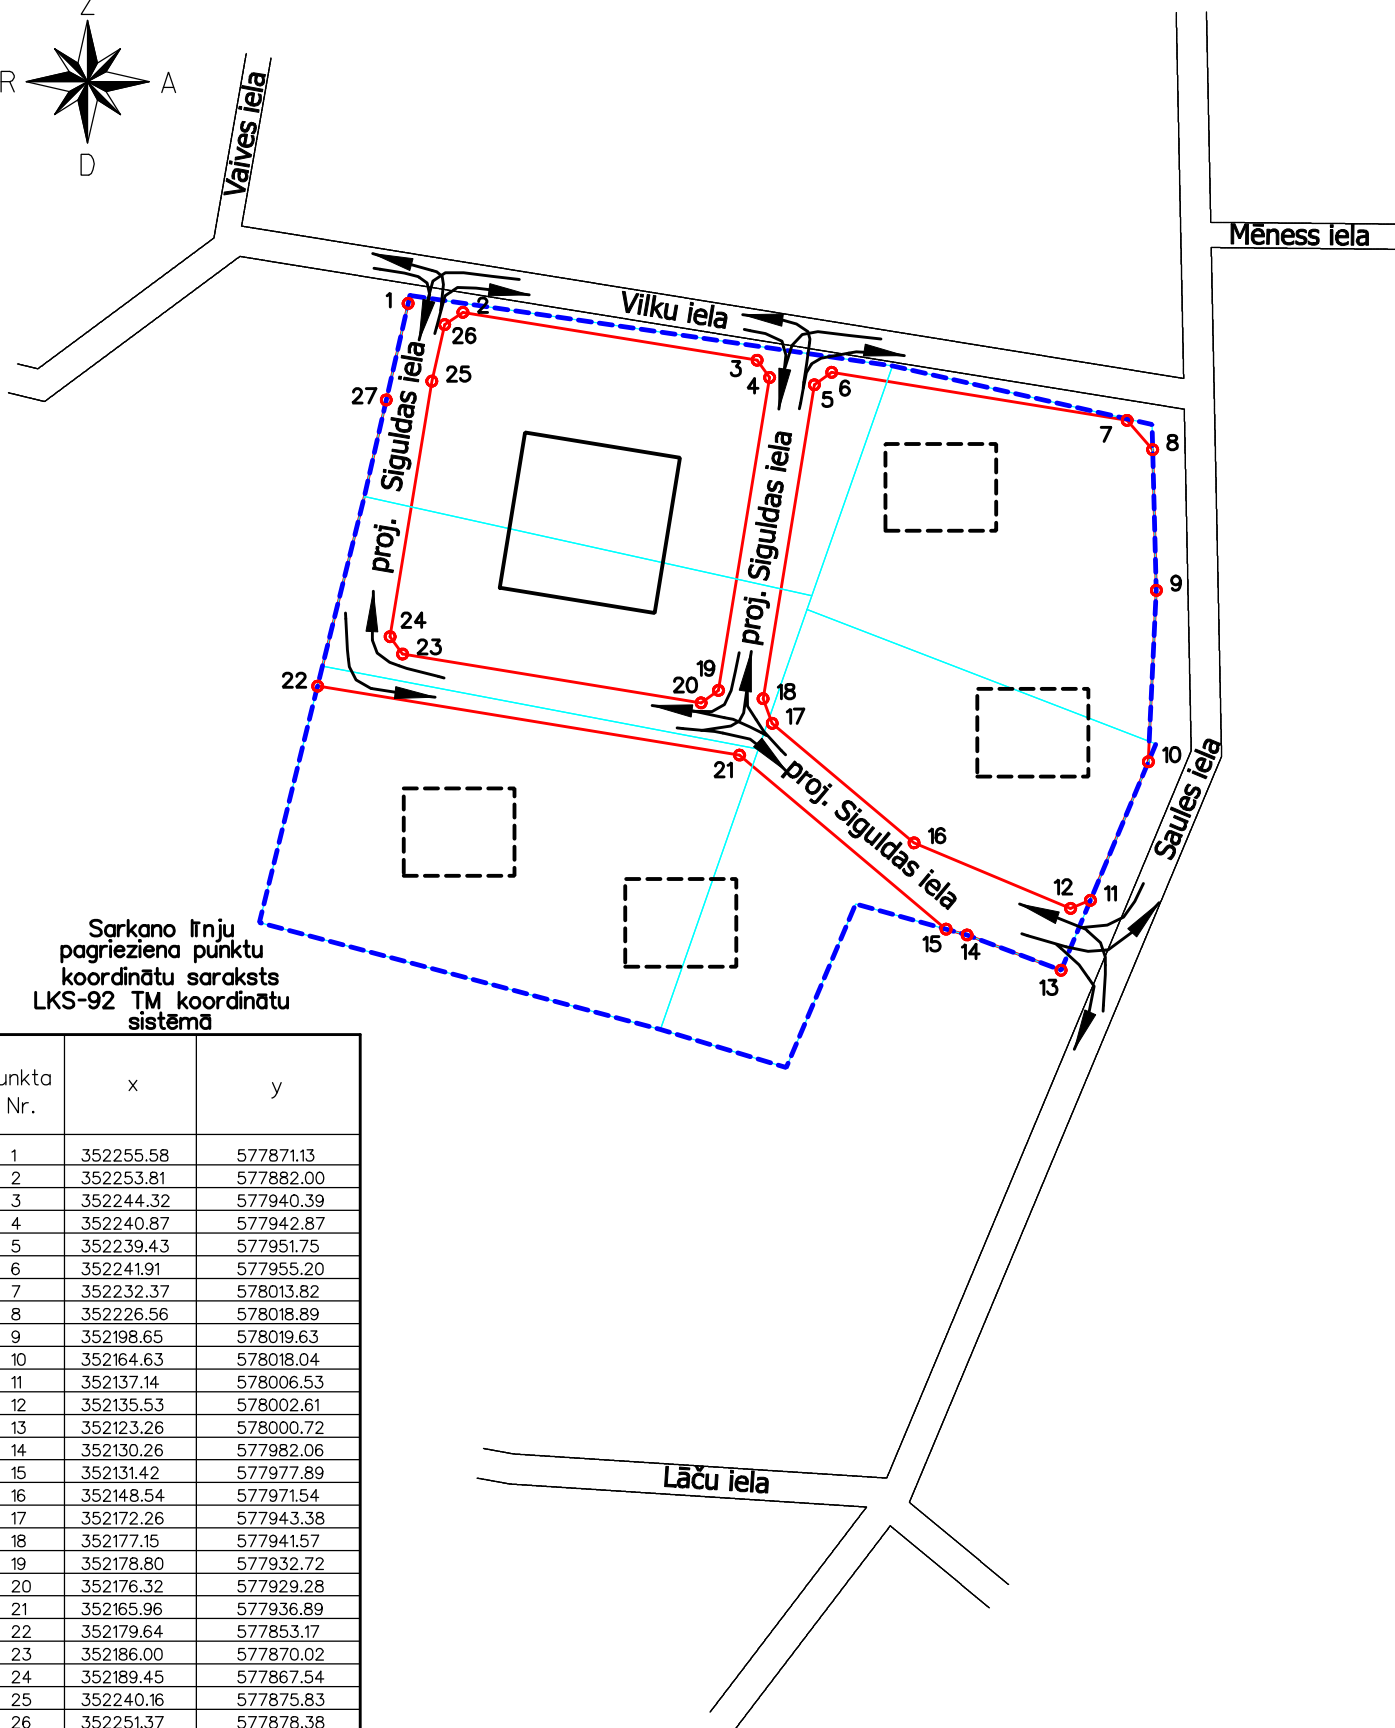 Z
R
A
D
Vaives iela
Mēness iela
Vilku iela
1
2
26
3
4
5
6
7
8
25
27
proj. Siguldas iela
proj. Siguldas iela
9
24
23
22
19
20
18
17
21
10
proj. Siguldas iela
Saules iela
16
12
11
15
14
13
Sarkano līnju
pagrieziena punktu
koordinātu saraksts
LKS-92 TM koordinātu
sistēmā
unkta
Nr.
x
y
1 352255.58 577871.13
2 352253.81 577882.00
3 352244.32 577940.39
4 352240.87 577942.87
5 352239.43 577951.75
6 352241.91 577955.20
7 352232.37 578013.82
8 352226.56 578018.89
9 352198.65 578019.63
10 352164.63 578018.04
11 352137.14 578006.53
12 352135.53 578002.61
13 352123.26 578000.72
14 352130.26 577982.06
15 352131.42 577977.89
16 352148.54 577971.54
17 352172.26 577943.38
18 352177.15 577941.57
19 352178.80 577932.72
20 352176.32 577929.28
21 352165.96 577936.89
22 352179.64 577853.17
23 352186.00 577870.02
24 352189.45 577867.54
25 352240.16 577875.83
26 352251.37 577878.38
Lāču iela